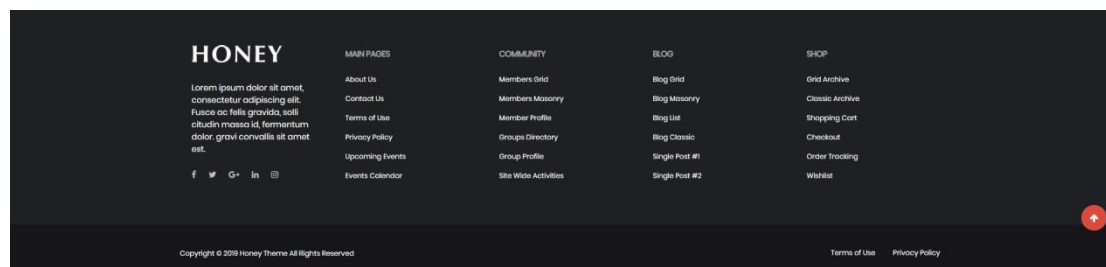 HONEY
Lorem ipsum dolor sit amet,
consectetur adipiscing elit.
Fusce ac felis gravida, solli
citudin massa id, fermentum
dolor. gravi convallis sit amet
est.
f G+ in
MAIN PAGES
About Us
Contact Us
Terms of Use
Privacy Policy
Upcoming Events
Events Calendar
COMMUNITY
Members Grid
Members Masonry
Member Profile
Groups Directory
Group Profile
Site Wide Activities
BLOG
Blog Grid
Blog Masonry
Blog List
Blog Classic
Single Post #1
Single Post #2
SHOP
Grid Archive
Classic Archive
Shopping Cart
Checkout
Order Tracking
Wishlist
Copyright © 2019 Honey Theme All Rights Reserved
Terms of Use Privacy Policy